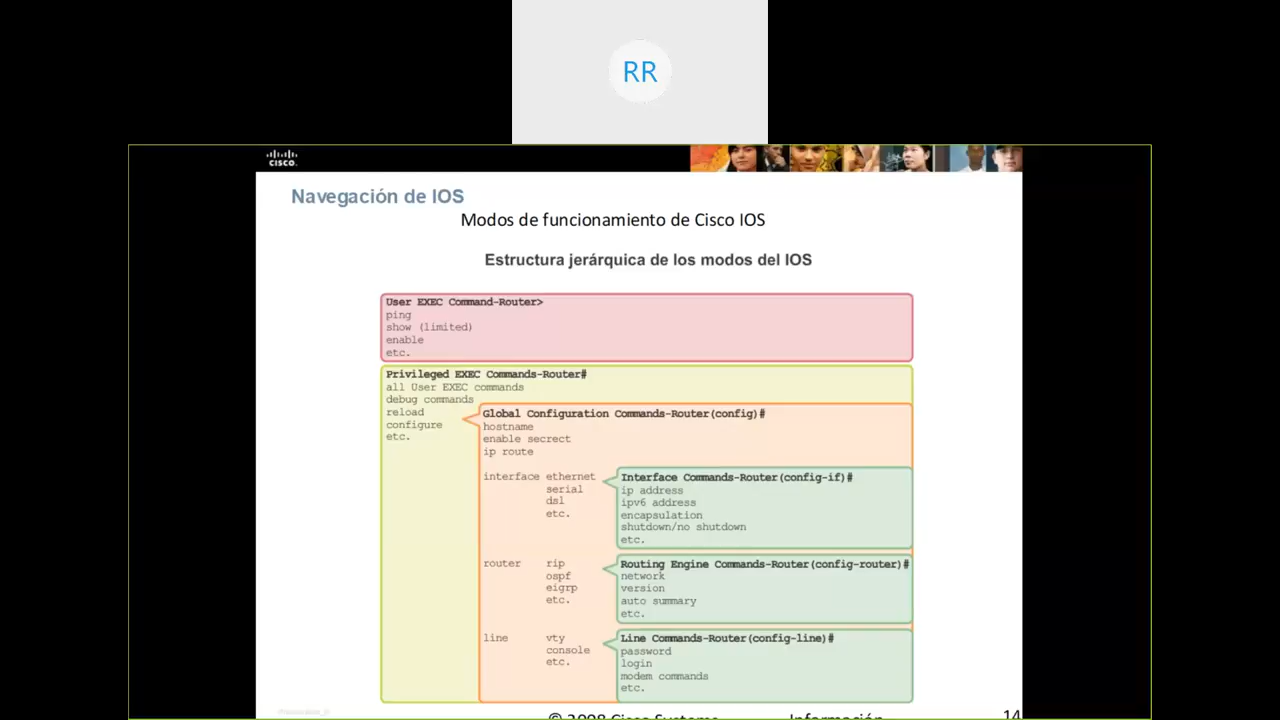 RR
CISCO
Navegación de IOS
Modos de funcionamiento de Cisco IOS
Estructura jerárquica de los modos del IOS
User EXEC Command-Router>
ping
show (limited)
enable
etc.
Privileged EXEC Commands-Router#
all User EXEC commands
debug commands
reload
configure
etc.
Global Configuration Commands-Router(config)#
hostname
enable secrect
ip route
interface ethernet
serial
dsl
etc.
Interface Commands-Router(config-if)#
ip address
ipv6 address
encapsulation
shutdown/no shutdown
etc.
router rip
ospf
eigrp
etc.
Routing Engine Commands-Router(config-router)#
network
version
auto summary
etc.
line vty
console
etc.
Line Commands-Router(config-line)#
password
login
modem commands
etc.
© 2008 Cisco Systems Información 14